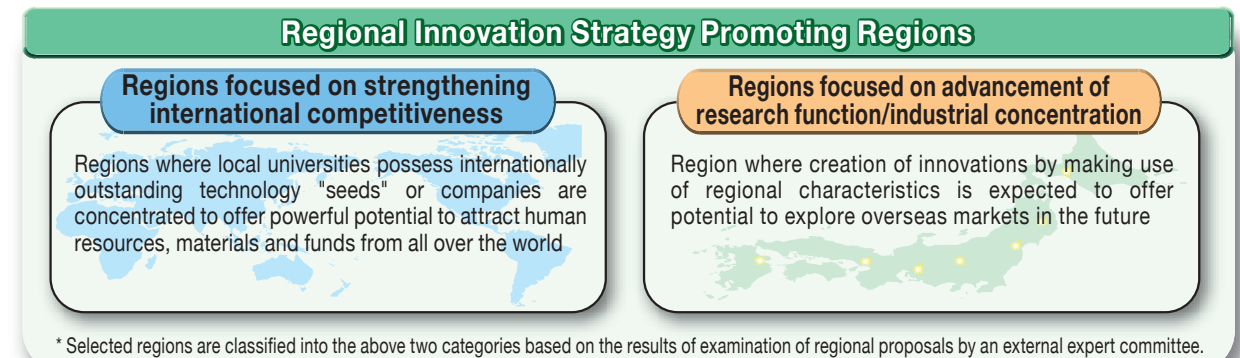 Regional Innovation Strategy Promoting Regions
Regions focused on strengthening
international competitiveness
Regions where local universities possess internationally
outstanding technology "seeds" or companies are
concentrated to offer powerful potential to attract human
resources, materials and funds from all over the world
Regions focused on advancement of
research function/industrial concentration
Region where creation of innovations by making use
of regional characteristics is expected to offer
potential to explore overseas markets in the future
* Selected regions are classified into the above two categories based on the results of examination of regional proposals by an external expert committee.